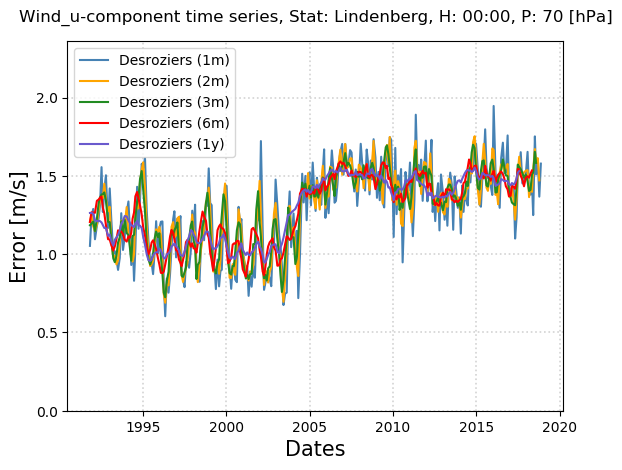 Wind_u-component time series, Stat: Lindenberg, H: 00:00, P: 70 [hPa]
Desroziers (1m)
Desroziers (2m)
Desroziers (3m)
Desroziers (6m)
Desroziers (1y)
Error [m/s]
2.0
1.5
1.0
0.5
0.0
1995
2000
2005
2010
2015
2020
Dates